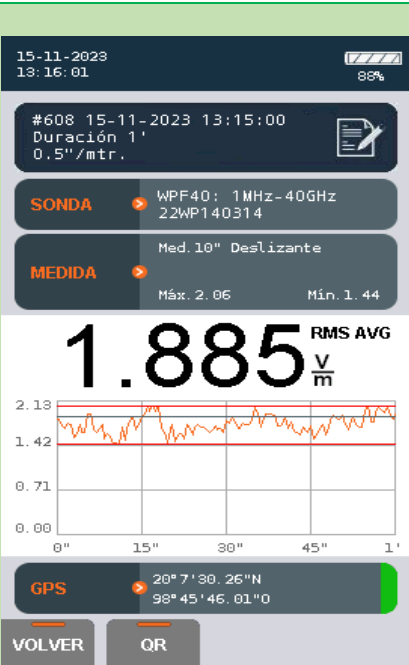 15-11-2023
13:16:01
88%
#608 15-11-2023 13:15:00
Duración 1'
0.5"/mtr.
SONDA
WPF40: 1MHz-40GHz
22WP140314
MEDIDA
Med.10" Deslizante
Máx.2.06 Mín.1.44
1.885 RMS AVG
V
m
2.13
1.42
0.71
0.00
0" 15" 30" 45" 1'
GPS
20°7'30.26"N
98°45'46.01"O
VOLVER QR